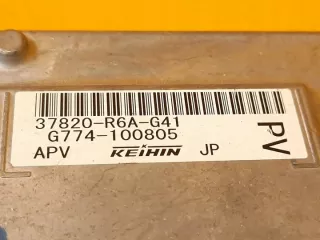 37820-R6A-G41
G774-100805
APV KEIHIN JP
PV